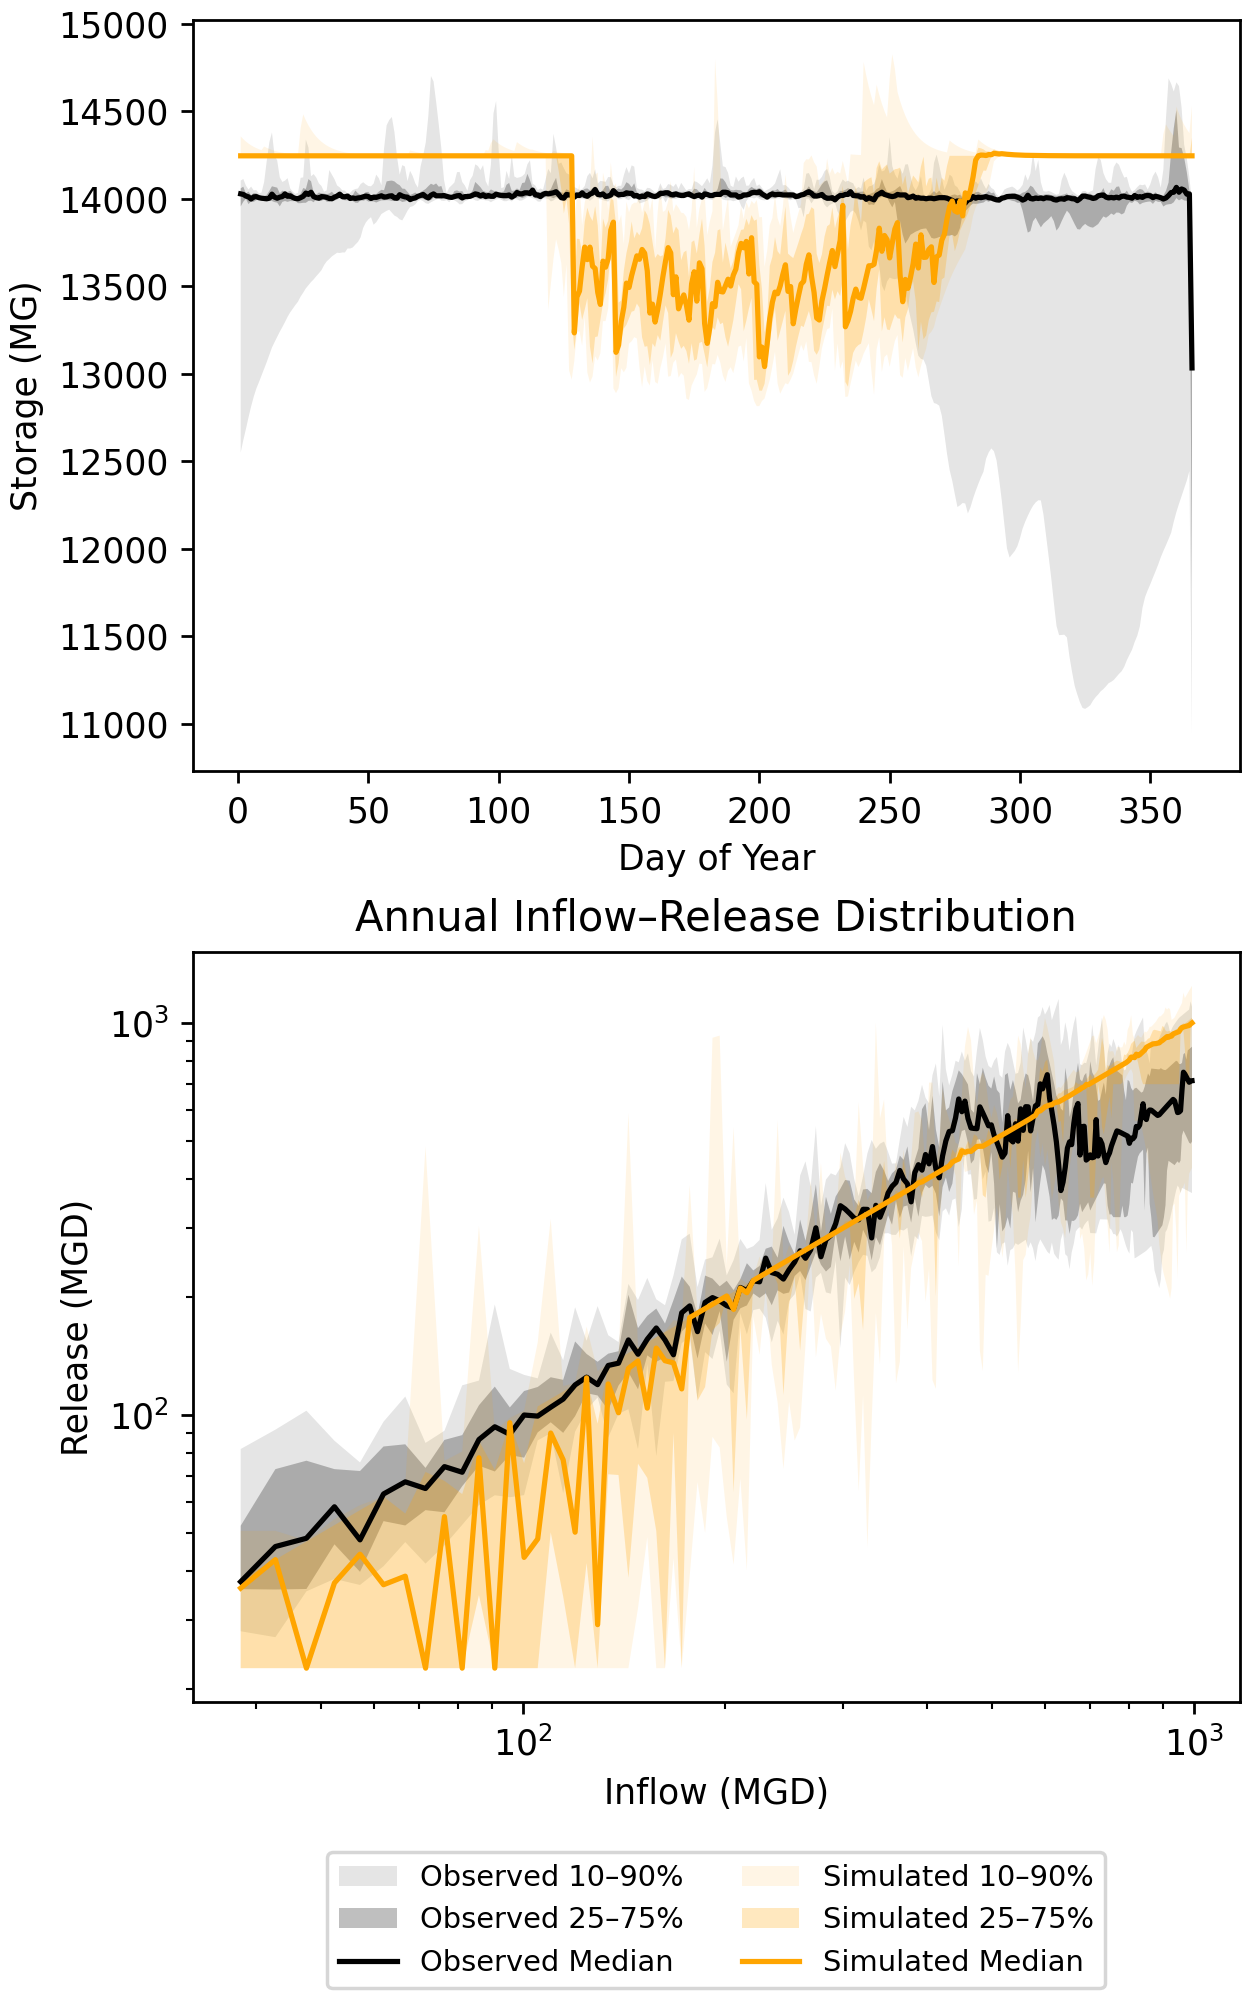 15000
14500
14000
13500
13000
12500
12000
11500
11000
Storage (MG)
0 50 100 150 200 250 300 350
Day of Year
Annual Inflow–Release Distribution
10³
10²
Release (MGD)
10² 10³
Inflow (MGD)
Observed 10–90% Simulated 10–90%
Observed 25–75% Simulated 25–75%
Observed Median Simulated Median